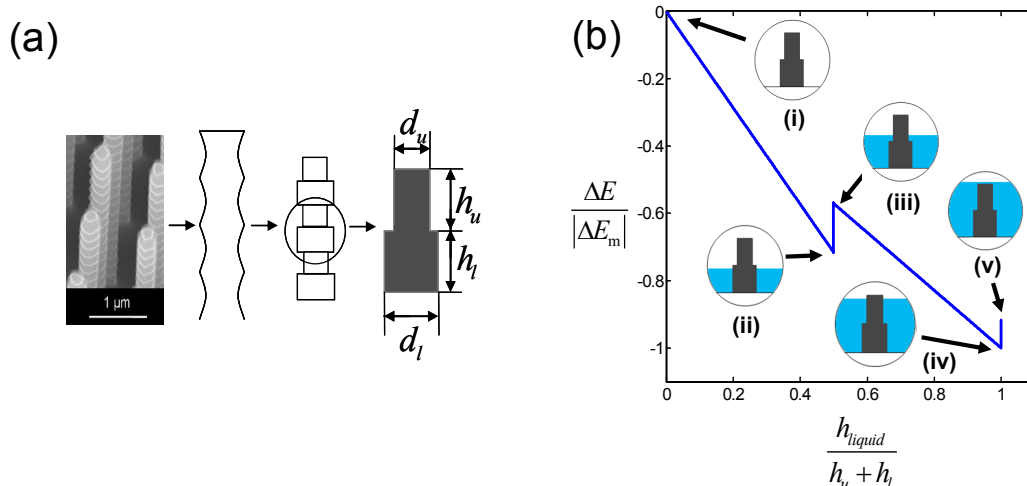 (a)
1 μm
d_u
h_u
h_l
d_l
(b)
0
-0.2
-0.4
-0.6
-0.8
-1
ΔE
|ΔE_m|
(i)
(ii)
(iii)
(iv)
(v)
0 0.2 0.4 0.6 0.8 1
h_liquid
h_u + h_l